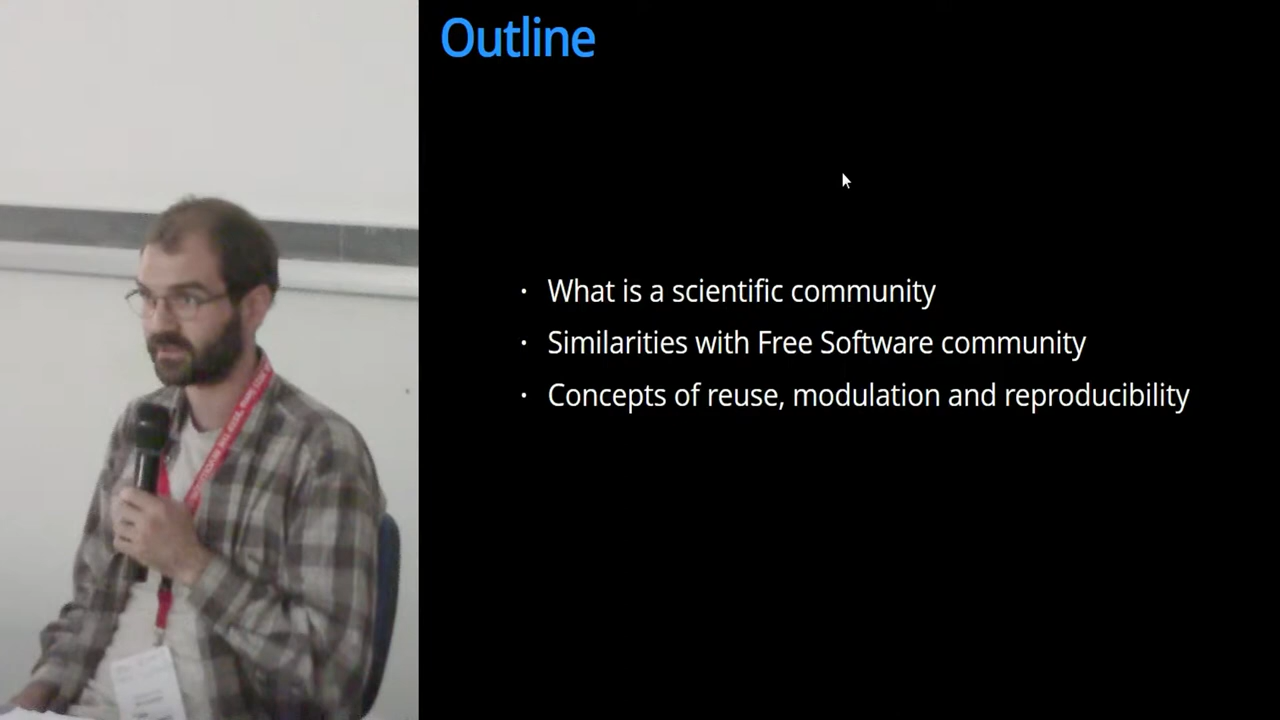 Outline
· What is a scientific community
· Similarities with Free Software community
· Concepts of reuse, modulation and reproducibility